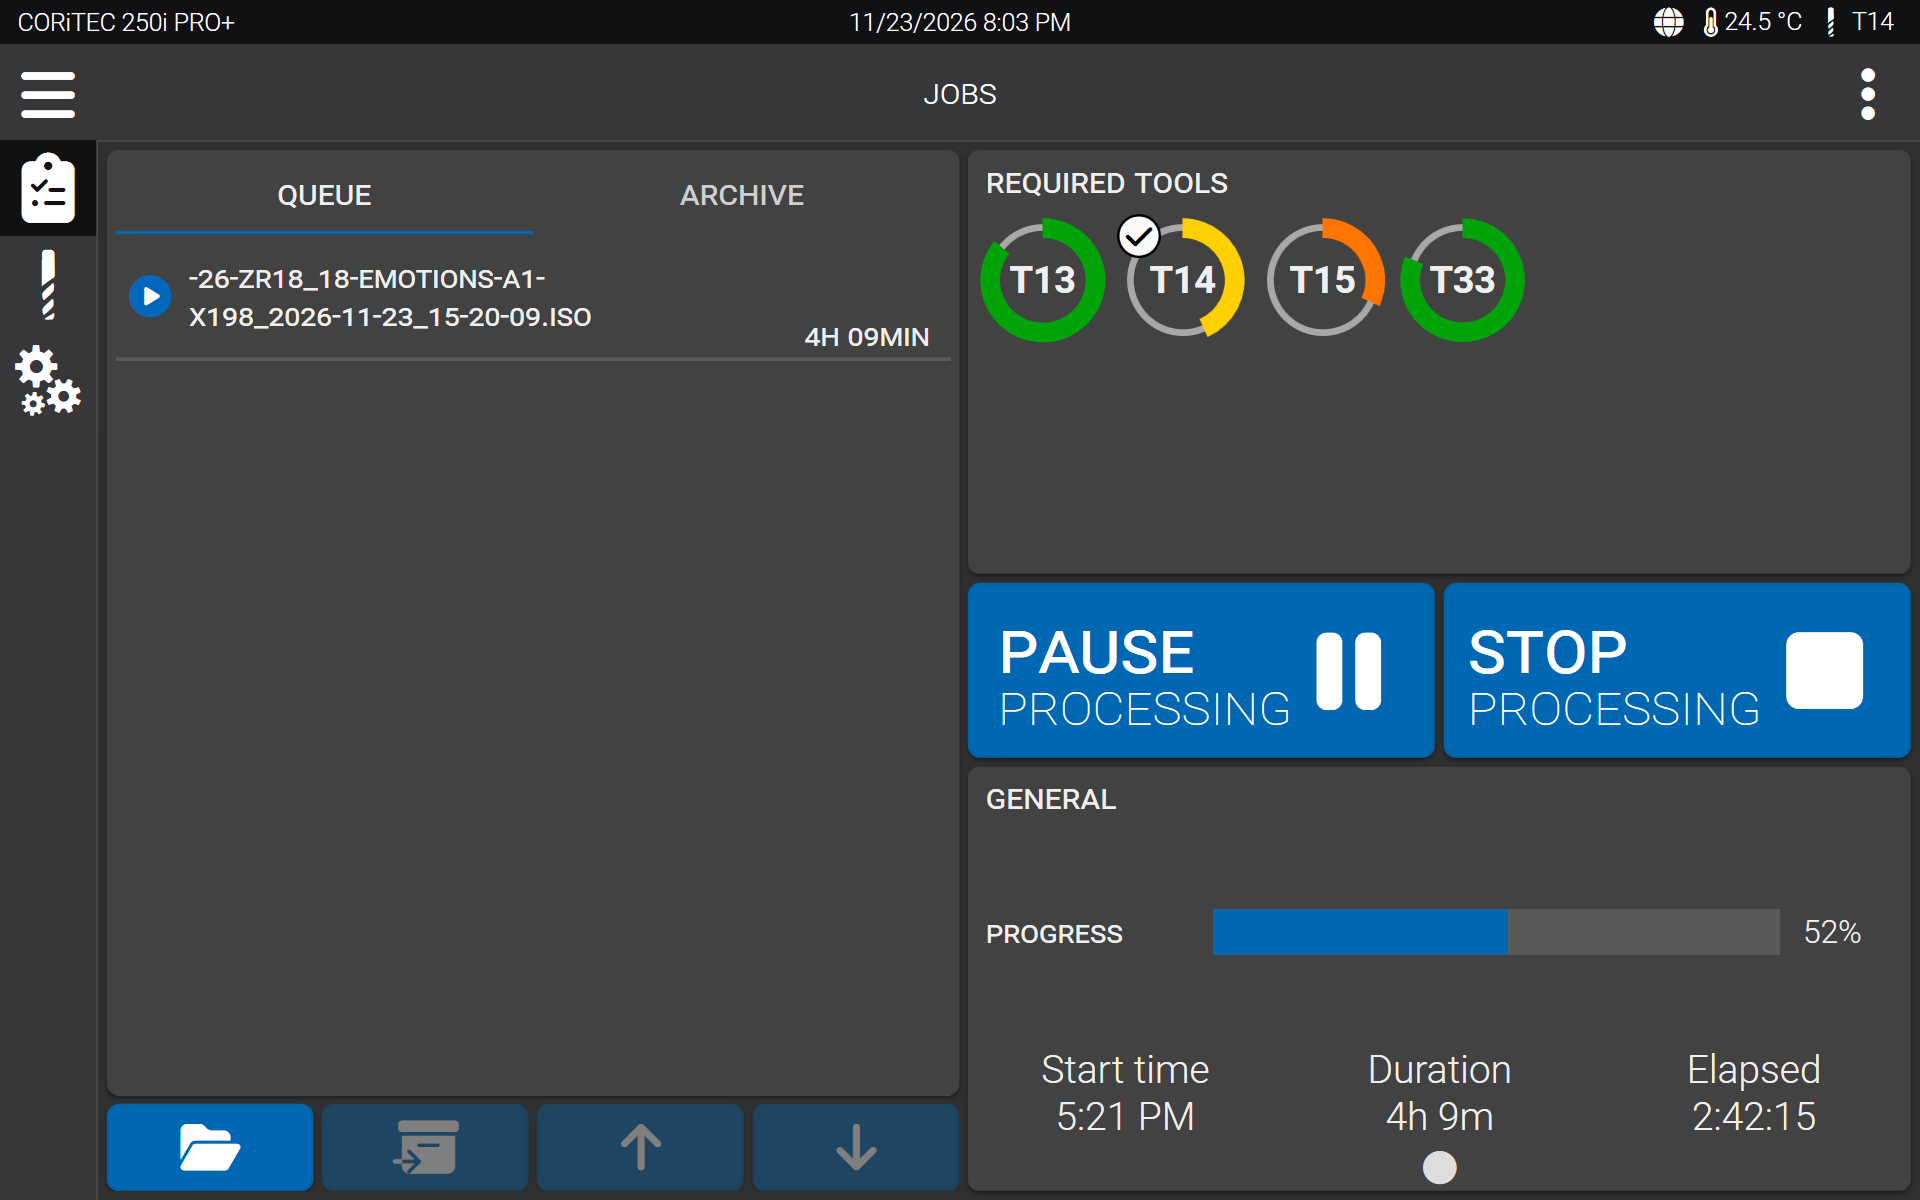 CORiTEC 250i PRO+
11/23/2026 8:03 PM
24.5 °C
T14
JOBS
QUEUE
ARCHIVE
-26-ZR18_18-EMOTIONS-A1-
X198_2026-11-23_15-20-09.ISO
4H 09MIN
REQUIRED TOOLS
T13
T14
T15
T33
PAUSE
PROCESSING
STOP
PROCESSING
GENERAL
PROGRESS
52%
Start time
5:21 PM
Duration
4h 9m
Elapsed
2:42:15